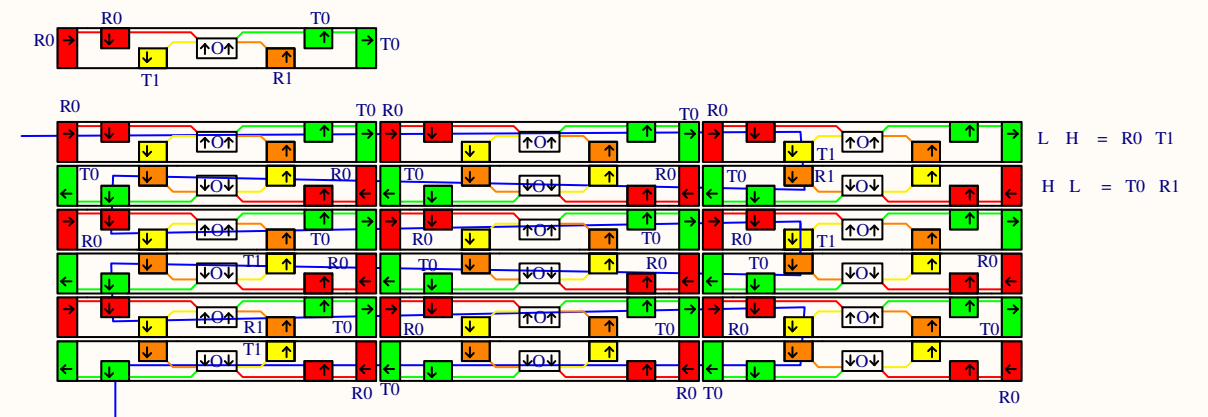 R0 T0
R0 ↑O↑ T0
T1 R1
R0 T0 R0 T0 R0
↑O↑ ↑O↑ ↑O↑ L H = R0 T1
T1
T0 R0 T0 R0 R1
↓O↓ ↓O↓ ↓O↓ H L = T0 R1
↑O↑ ↑O↑ ↑O↑
R0 T0 R0 T0 R0 T1
T1 R0 T0 R0 T0 R0
↓O↓ ↓O↓ ↓O↓
↑O↑ ↑O↑ ↑O↑
R1 T0 R0 T0 R0 T0
T1
↓O↓ ↓O↓ ↓O↓
R0 T0 R0 T0 R0